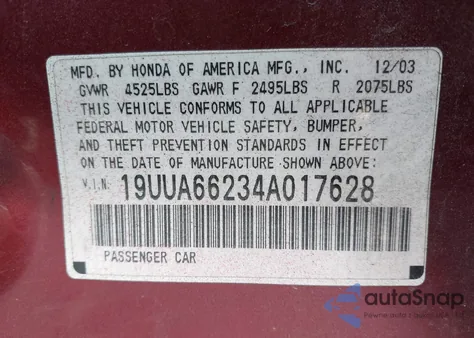 MFD. BY HONDA OF AMERICA MFG., INC. 12/03
GVWR 4525LBS GAWR F 2495LBS R 2075LBS
THIS VEHICLE CONFORMS TO ALL APPLICABLE
FEDERAL MOTOR VEHICLE SAFETY, BUMPER,
AND THEFT PREVENTION STANDARDS IN EFFECT
ON THE DATE OF MANUFACTURE SHOWN ABOVE:
V.I.N: 19UUA66234A017628
PASSENGER CAR
autoSnap